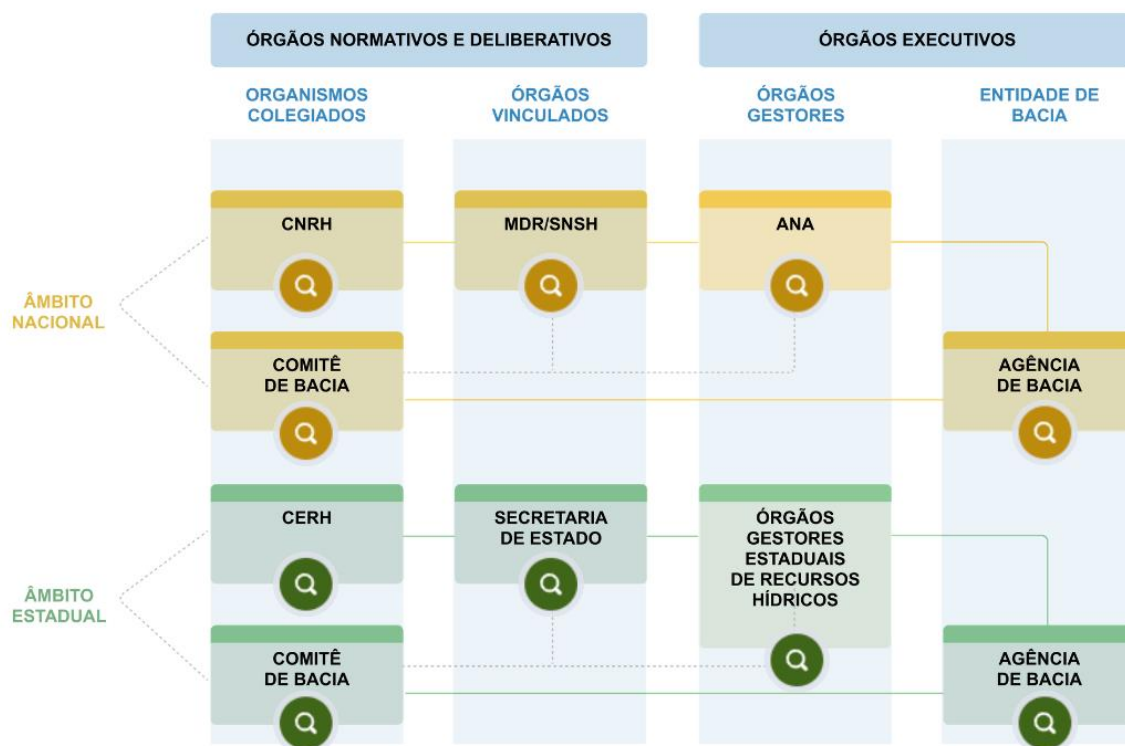 ÓRGÃOS NORMATIVOS E DELIBERATIVOS
ÓRGÃOS EXECUTIVOS
ORGANISMOS
COLEGIADOS
ÓRGÃOS
VINCULADOS
ÓRGÃOS
GESTORES
ENTIDADE DE
BACIA
ÂMBITO
NACIONAL
CNRH
MDR/SNSH
ANA
COMITÊ
DE BACIA
AGÊNCIA
DE BACIA
ÂMBITO
ESTADUAL
CERH
SECRETARIA
DE ESTADO
ÓRGÃOS
GESTORES
ESTADUAIS
DE RECURSOS
HÍDRICOS
COMITÊ
DE BACIA
AGÊNCIA
DE BACIA